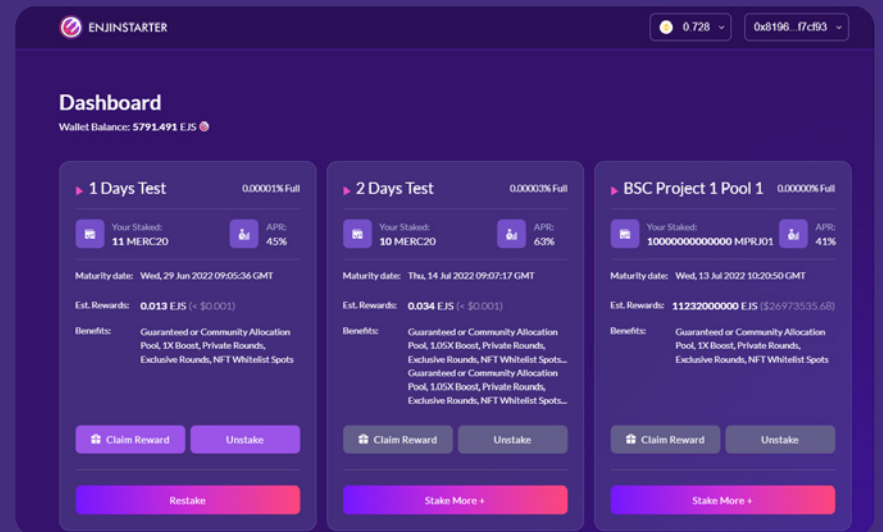 ENJINSTARTER
0.728
0x8196...f7cf93
Dashboard
Wallet Balance: 5791.491 EJS
1 Days Test
0.00001% Full
Your Staked:
11 MERC20
APR:
45%
Maturity date: Wed, 29 Jun 2022 09:05:36 GMT
Est. Rewards: 0.013 EJS (< $0.001)
Benefits: Guaranteed or Community Allocation
Pool, 1X Boost, Private Rounds,
Exclusive Rounds, NFT Whitelist Spots
Claim Reward
Unstake
Restake
2 Days Test
0.00003% Full
Your Staked:
10 MERC20
APR:
63%
Maturity date: Thu, 14 Jul 2022 09:07:17 GMT
Est. Rewards: 0.034 EJS (< $0.001)
Benefits: Guaranteed or Community Allocation
Pool, 1.05X Boost, Private Rounds,
Exclusive Rounds, NFT Whitelist Spots...
Guaranteed or Community Allocation
Pool, 1.05X Boost, Private Rounds,
Exclusive Rounds, NFT Whitelist Spots...
Claim Reward
Unstake
Stake More +
BSC Project 1 Pool 1
0.00000% Full
Your Staked:
10000000000000 MPRJ01
APR:
41%
Maturity date: Wed, 13 Jul 2022 10:20:50 GMT
Est. Rewards: 11232000000 EJS ($26973535.68)
Benefits: Guaranteed or Community Allocation
Pool, 1X Boost, Private Rounds,
Exclusive Rounds, NFT Whitelist Spots
Claim Reward
Unstake
Stake More +